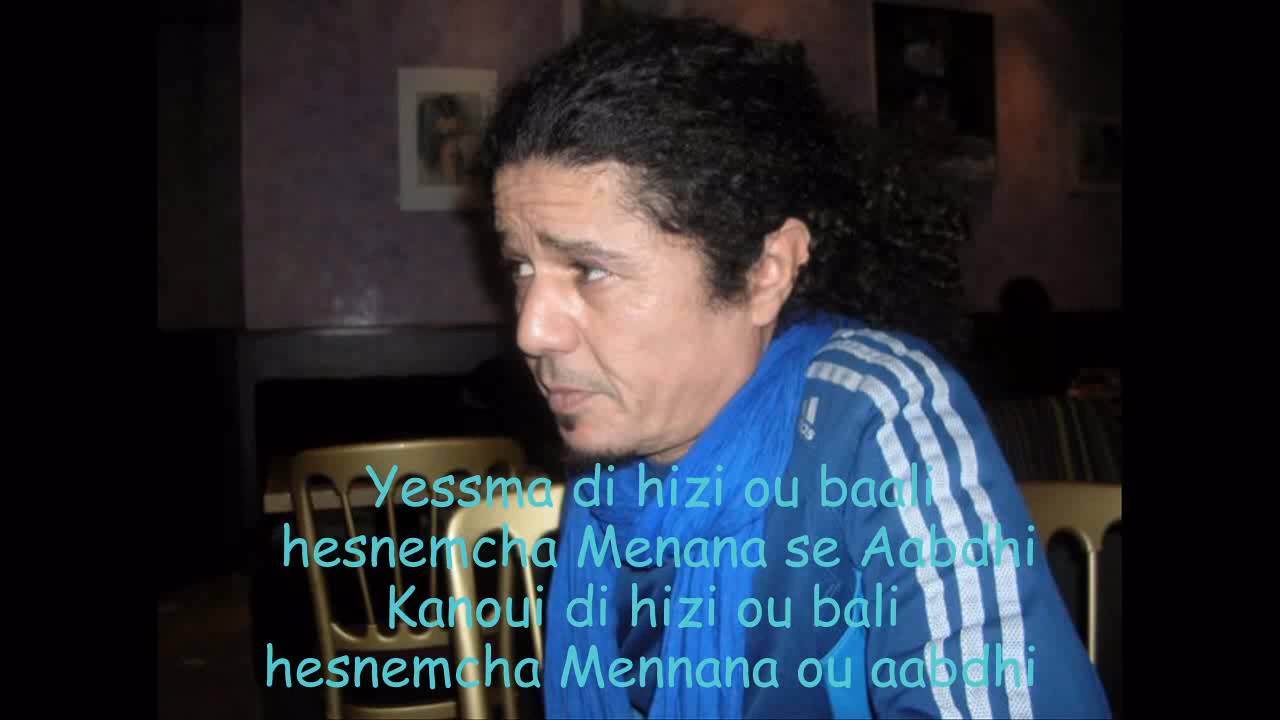 Yessma di hizi ou baali
hesnemcha Menana se Aabdhi
Kanoui di hizi ou bali
hesnemcha Mennana ou aabdhi